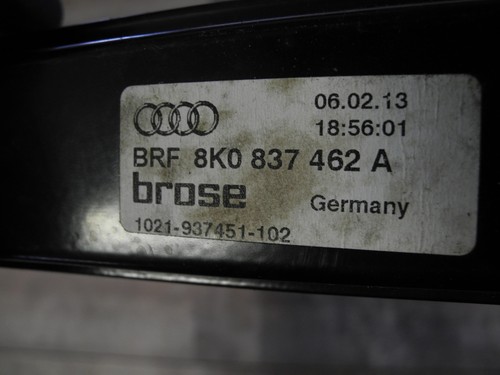 06.02.13
18:56:01
BRF 8K0 837 462 A
brose
Germany
1021-937451-102